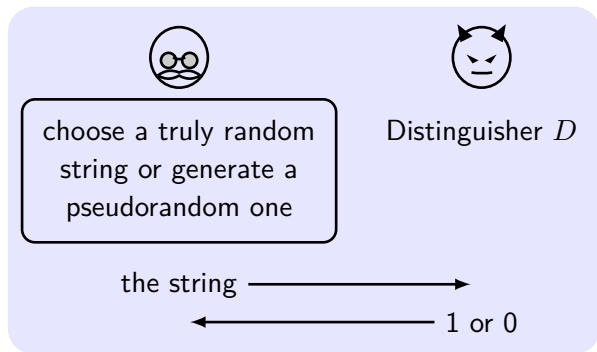 choose a truly random
string or generate a
pseudorandom one
Distinguisher D
the string
1 or 0